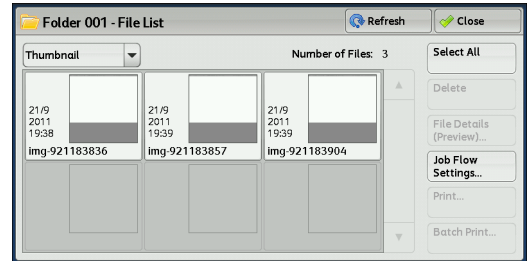 Folder 001 - File List
Refresh
Close
Thumbnail
Number of Files: 3
Select All
Delete
File Details
(Preview)...
Job Flow
Settings...
Print...
Batch Print...
21/9
2011
19:38
img-921183836
21/9
2011
19:39
img-921183857
21/9
2011
19:39
img-921183904